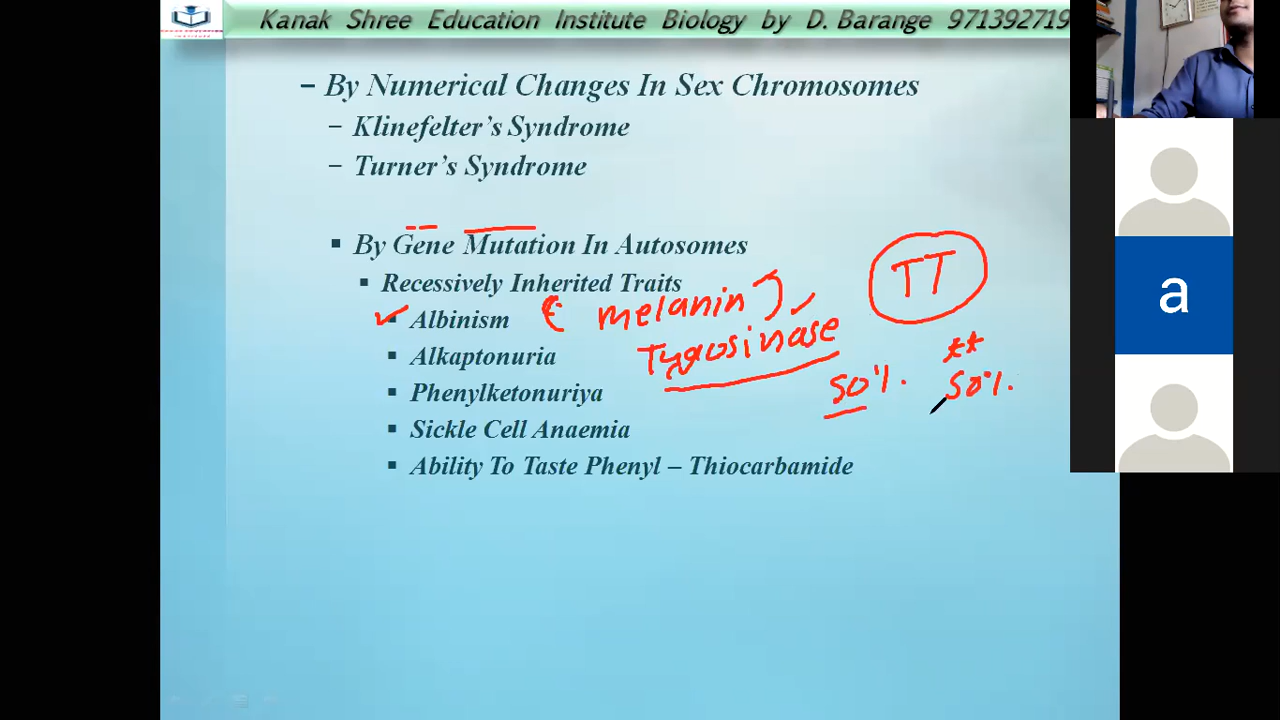 Kanak Shree Education Institute Biology by D. Barange 971392719
– By Numerical Changes In Sex Chromosomes
– Klinefelter's Syndrome
– Turner's Syndrome
▪ By Gene Mutation In Autosomes
▪ Recessively Inherited Traits
TT
▪ Albinism ( melanin )
Tyrosinase
▪ Alkaptonuria
50%. 50%.
▪ Phenylketonuriya
▪ Sickle Cell Anaemia
▪ Ability To Taste Phenyl – Thiocarbamide
a